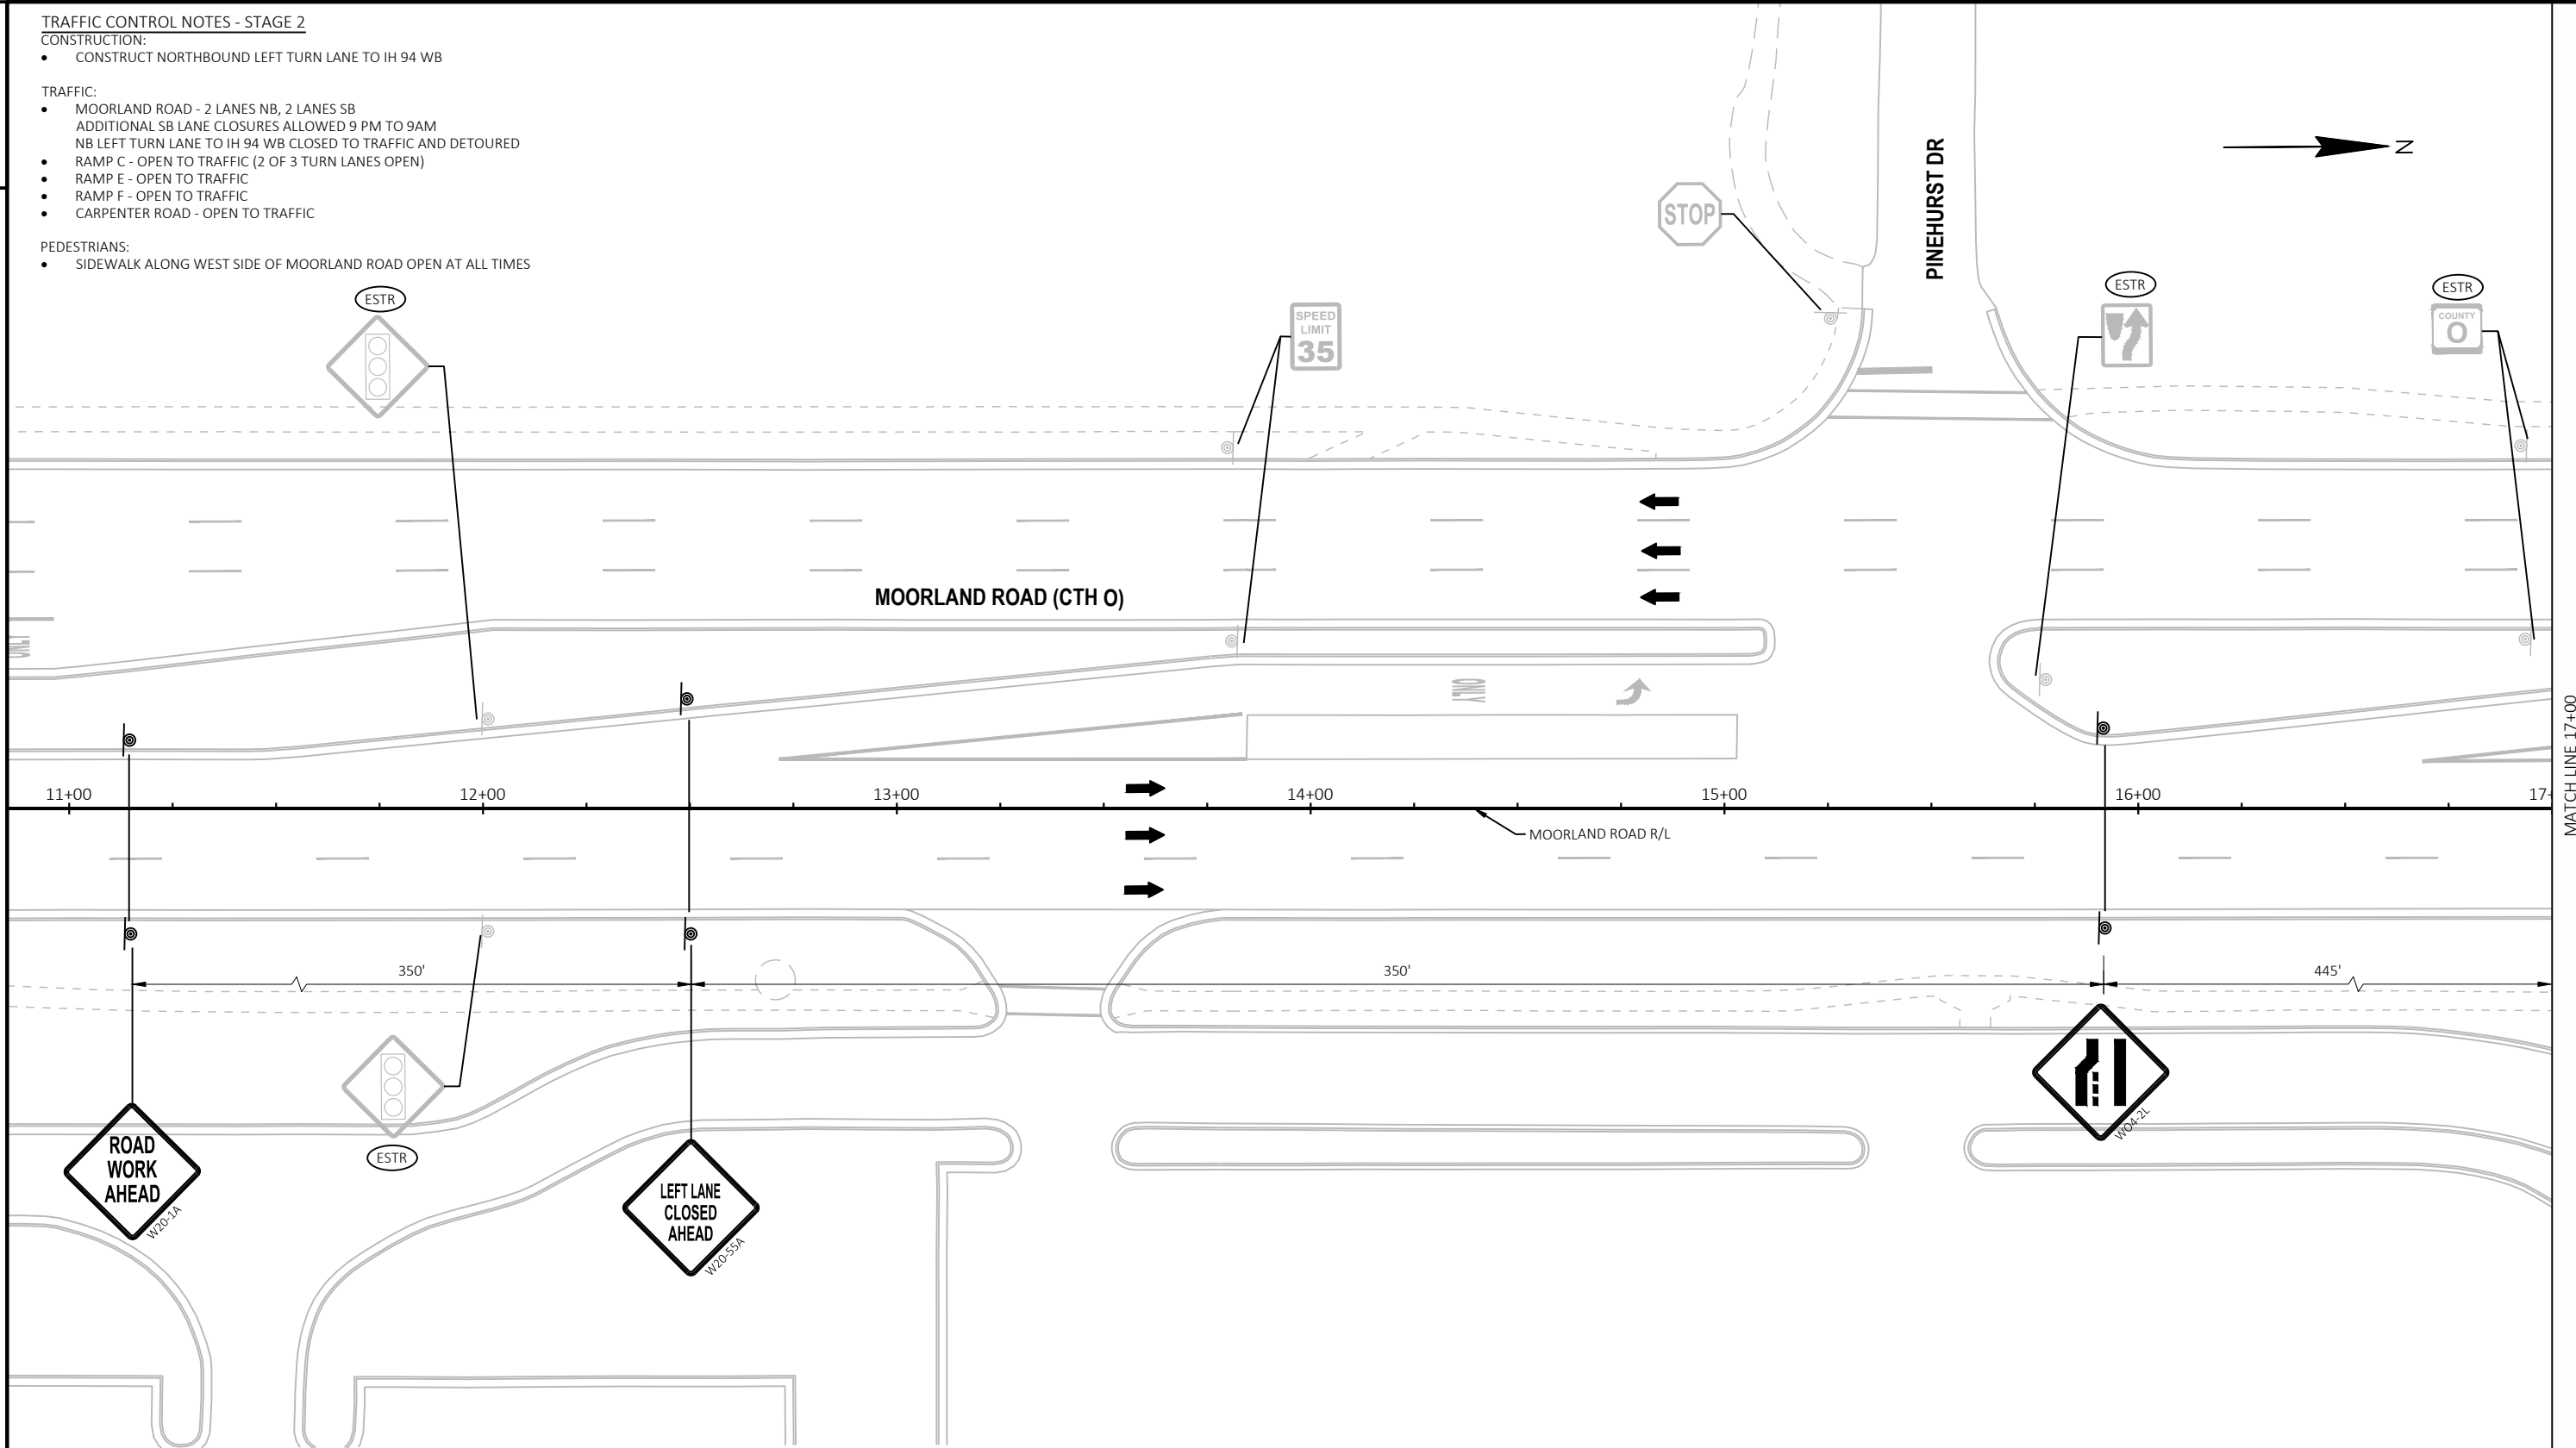 TRAFFIC CONTROL NOTES - STAGE 2
CONSTRUCTION:
• CONSTRUCT NORTHBOUND LEFT TURN LANE TO IH 94 WB
TRAFFIC:
• MOORLAND ROAD - 2 LANES NB, 2 LANES SB
ADDITIONAL SB LANE CLOSURES ALLOWED 9 PM TO 9AM
NB LEFT TURN LANE TO IH 94 WB CLOSED TO TRAFFIC AND DETOURED
• RAMP C - OPEN TO TRAFFIC (2 OF 3 TURN LANES OPEN)
• RAMP E - OPEN TO TRAFFIC
• RAMP F - OPEN TO TRAFFIC
• CARPENTER ROAD - OPEN TO TRAFFIC
PEDESTRIANS:
• SIDEWALK ALONG WEST SIDE OF MOORLAND ROAD OPEN AT ALL TIMES
N
PINEHURST DR
STOP
ESTR
ESTR
ESTR
SPEED
LIMIT
35
COUNTY
O
MOORLAND ROAD (CTH O)
ONLY
11+00
12+00
13+00
14+00
15+00
16+00
17+
MATCH LINE 17+00
MOORLAND ROAD R/L
350'
350'
445'
ROAD
WORK
AHEAD
W20-1A
ESTR
LEFT LANE
CLOSED
AHEAD
W20-55A
WO4-2L